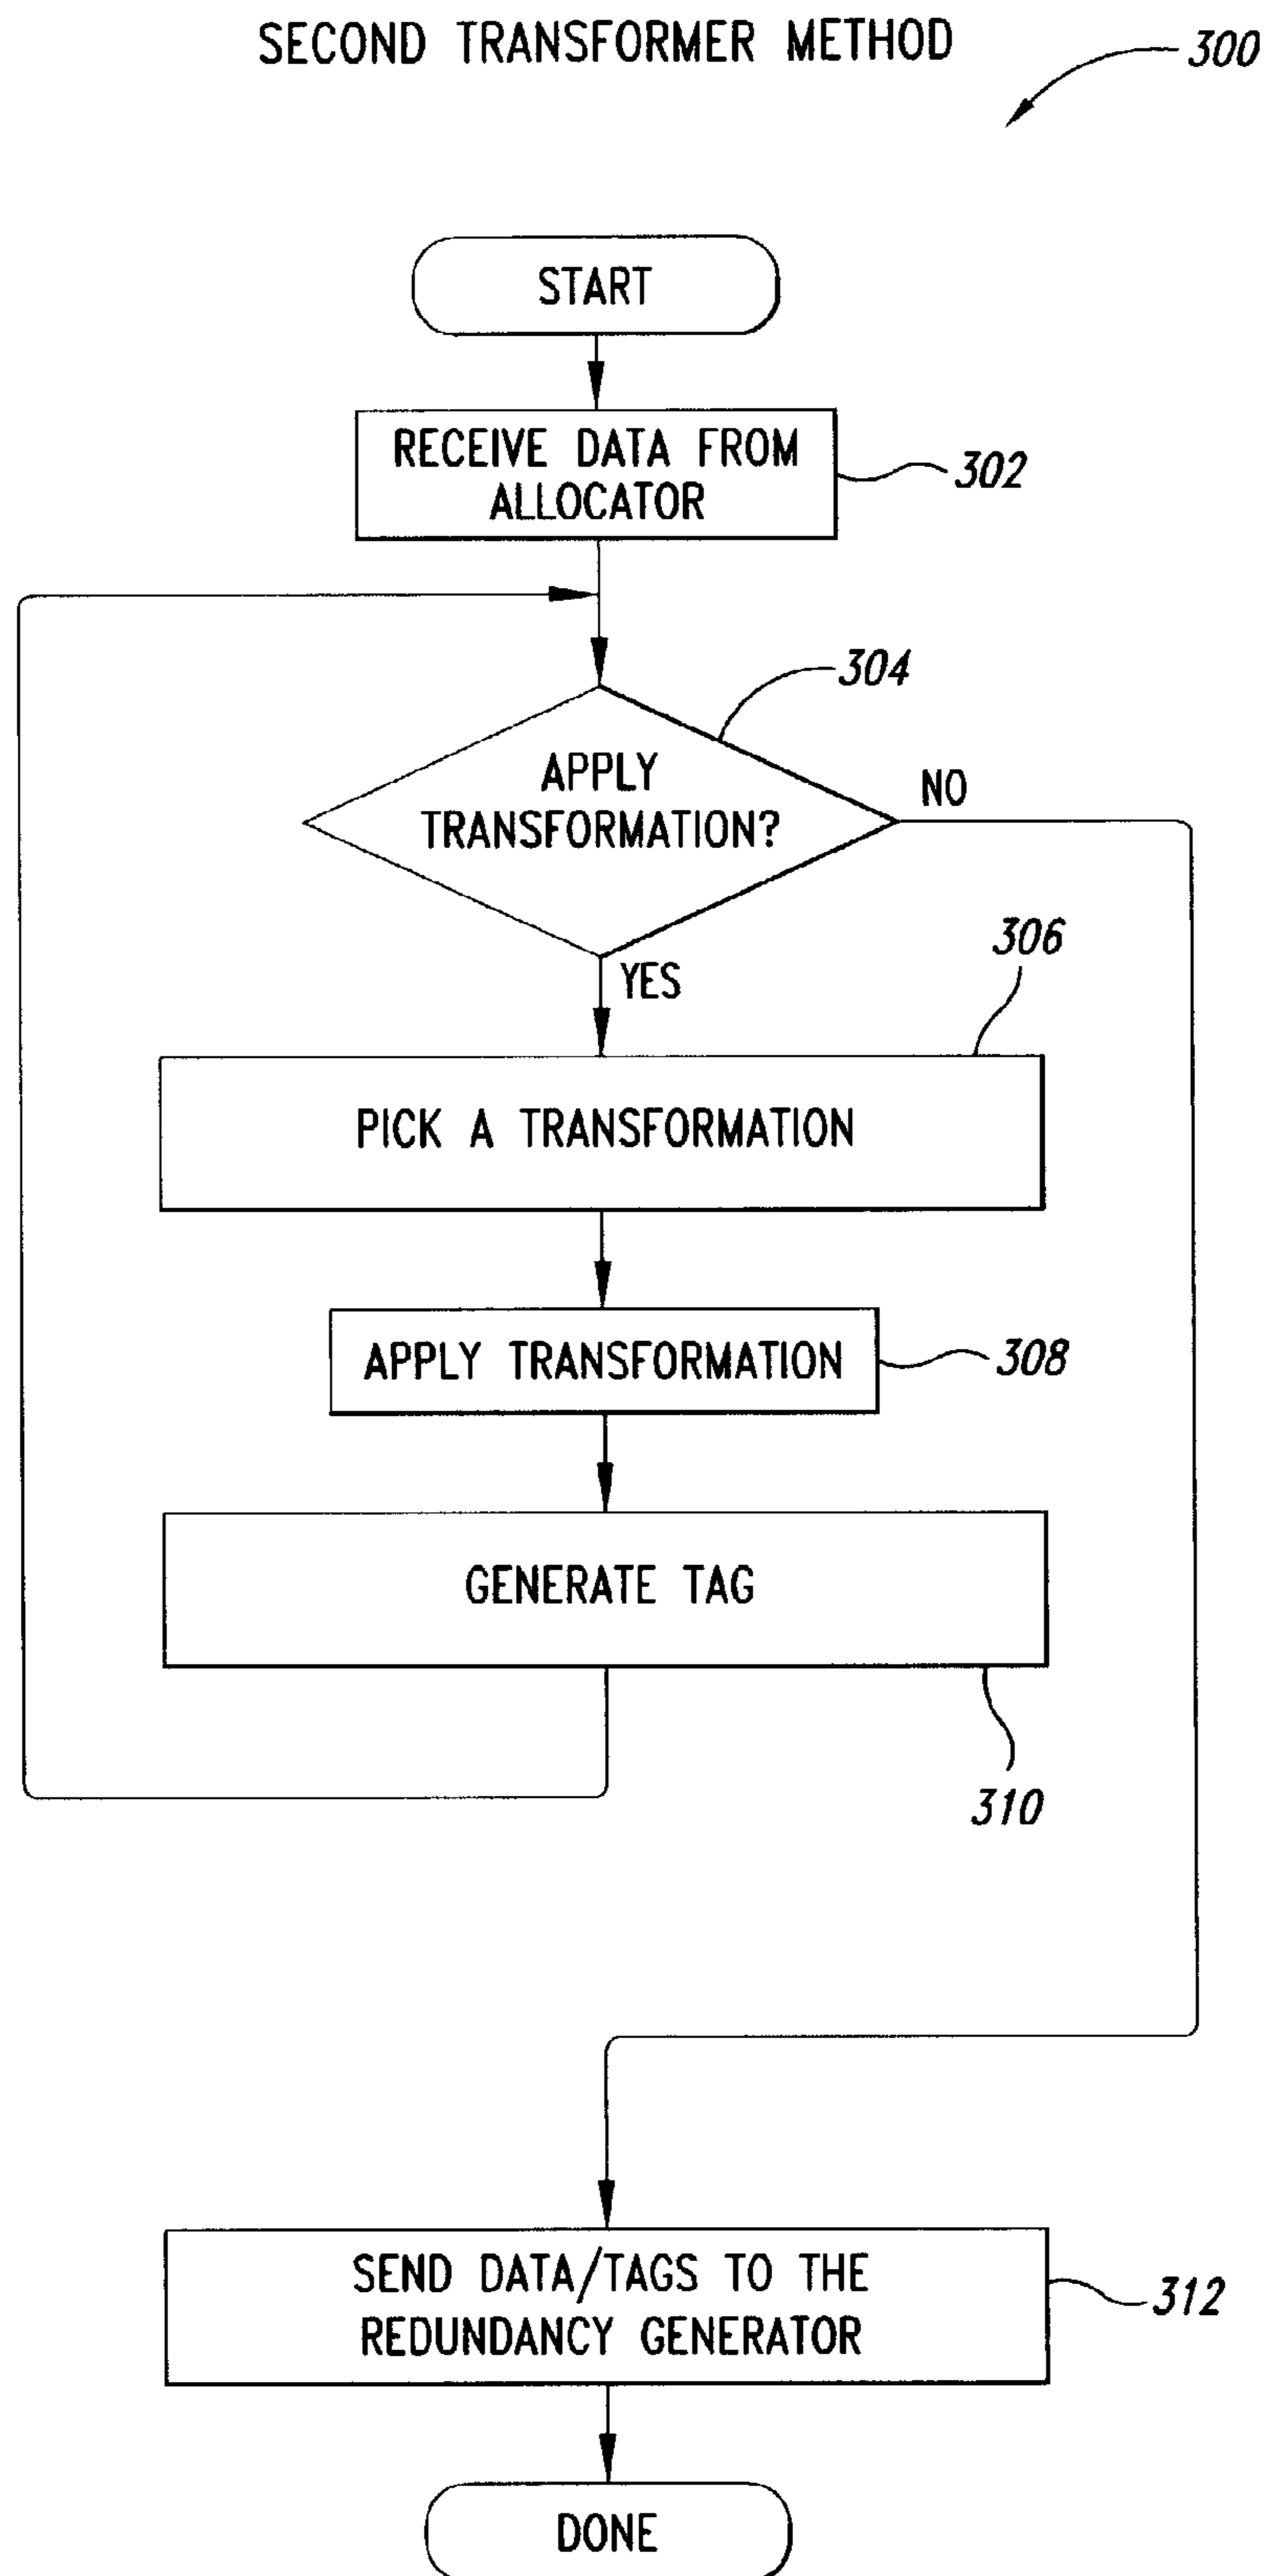 SECOND TRANSFORMER METHOD
300
START
RECEIVE DATA FROM
ALLOCATOR
302
304
APPLY
TRANSFORMATION?
NO
YES
306
PICK A TRANSFORMATION
APPLY TRANSFORMATION
308
GENERATE TAG
310
SEND DATA/TAGS TO THE
REDUNDANCY GENERATOR
312
DONE